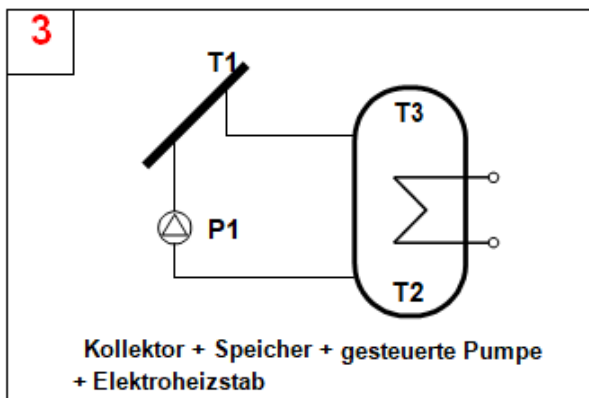 3
T1
T3
P1
T2
Kollektor + Speicher + gesteuerte Pumpe
+ Elektroheizstab